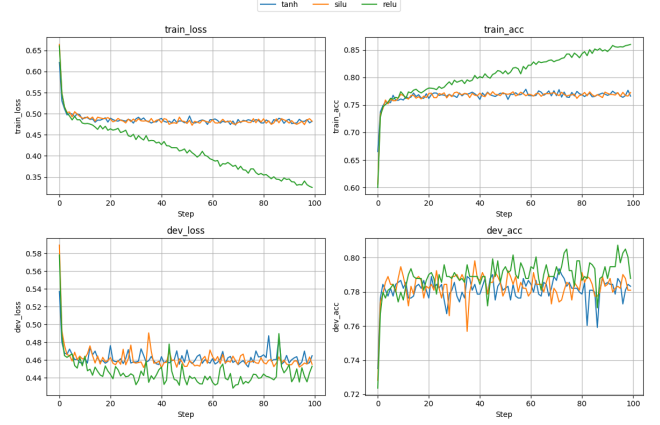 tanh silu relu
train_loss
train_loss
0.65
0.60
0.55
0.50
0.45
0.40
0.35
0 20 40 60 80 100
Step
train_acc
train_acc
0.85
0.80
0.75
0.70
0.65
0.60
0 20 40 60 80 100
Step
dev_loss
dev_loss
0.58
0.56
0.54
0.52
0.50
0.48
0.46
0.44
0 20 40 60 80 100
Step
dev_acc
dev_acc
0.80
0.78
0.76
0.74
0.72
0 20 40 60 80 100
Step